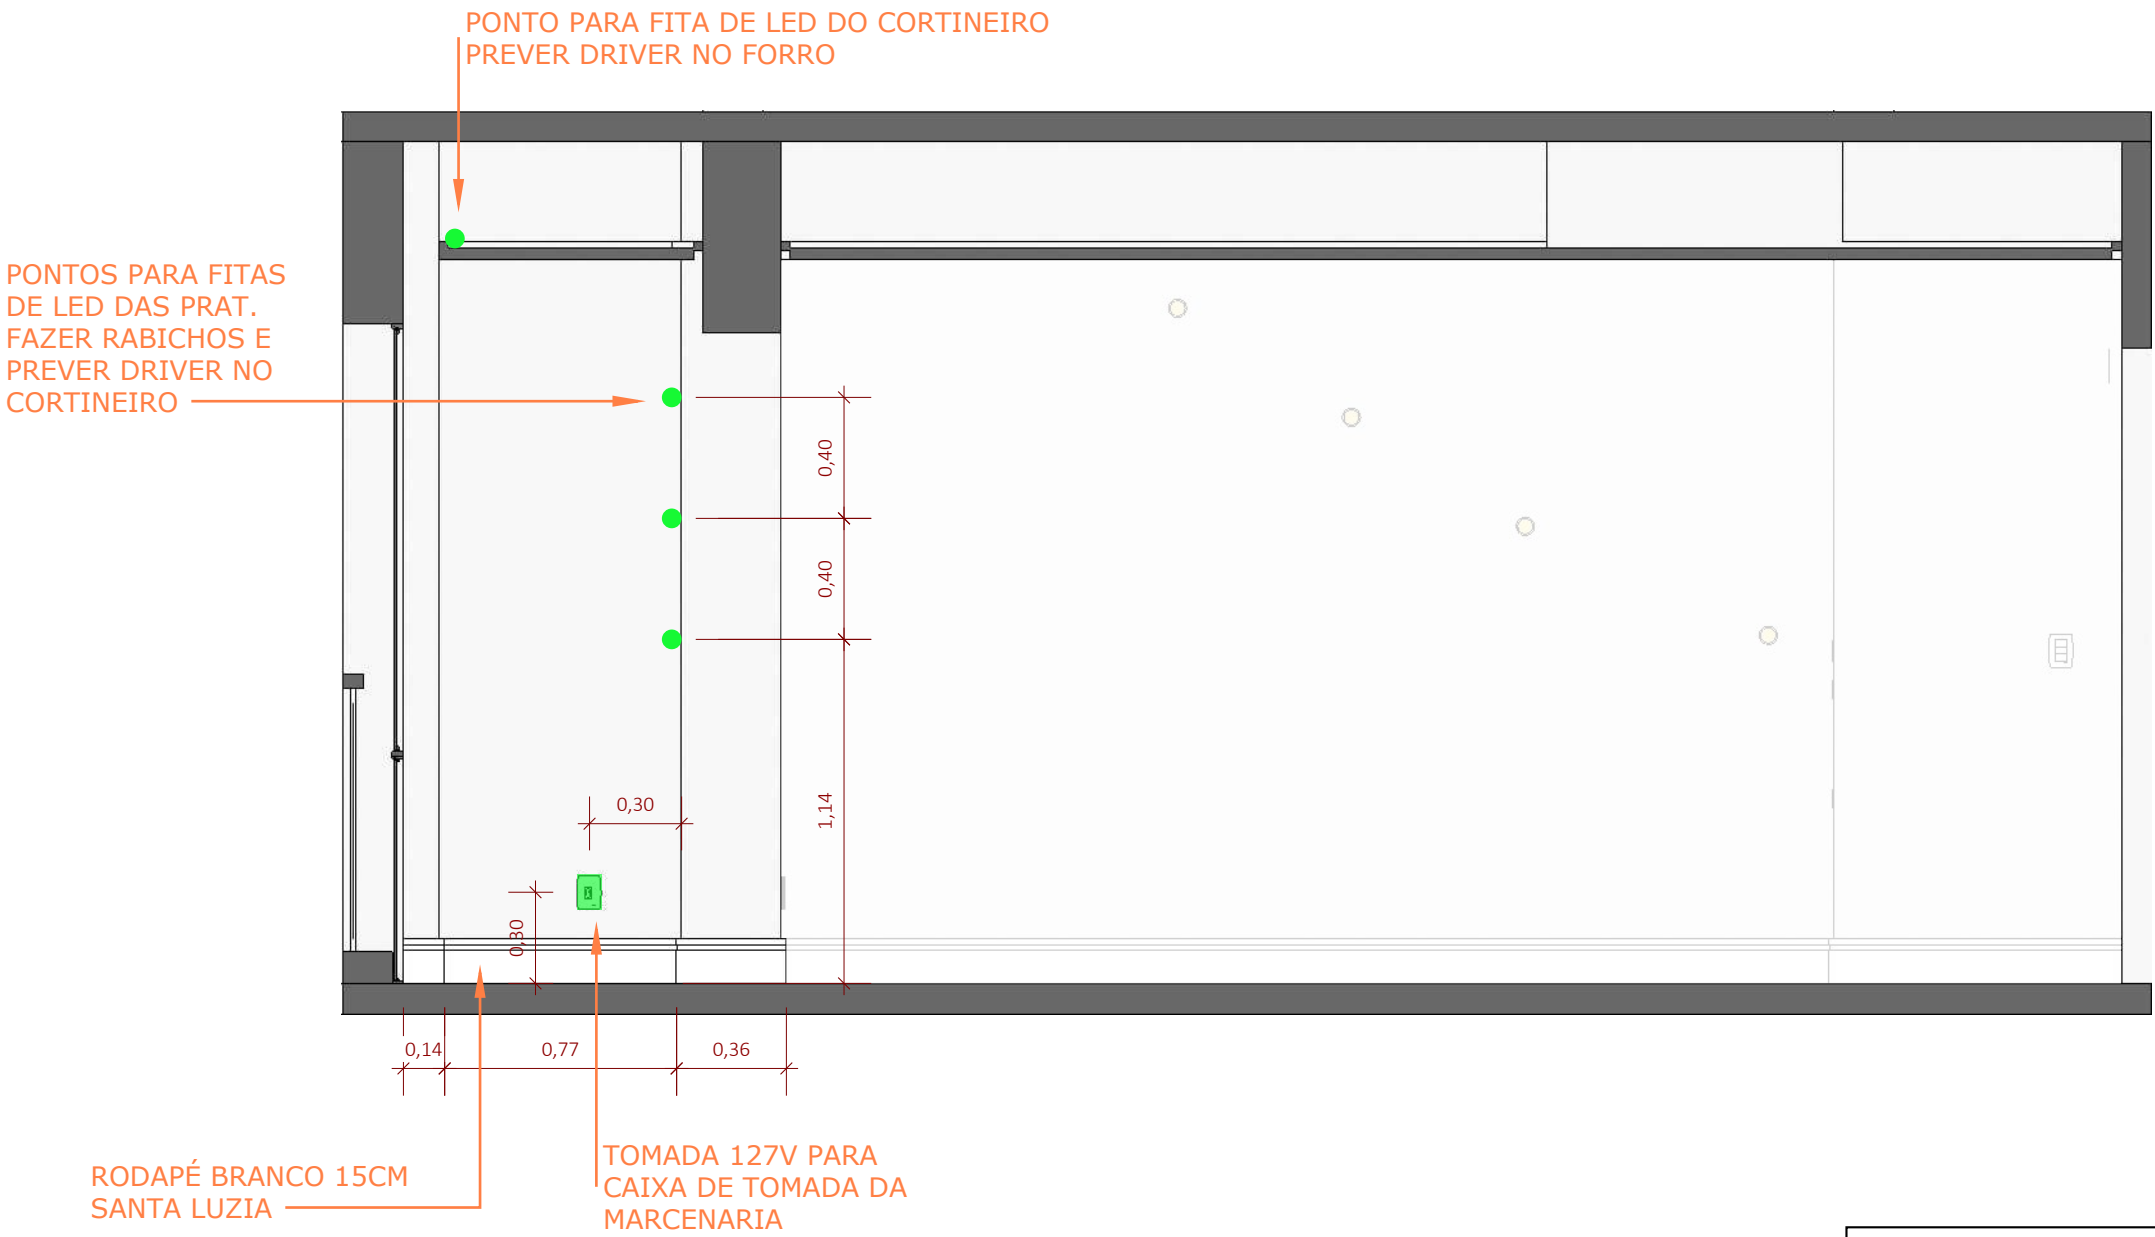 PONTO PARA FITA DE LED DO CORTINEIRO
PREVER DRIVER NO FORRO
PONTOS PARA FITAS
DE LED DAS PRAT.
FAZER RABICHOS E
PREVER DRIVER NO
CORTINEIRO
0,40
0,40
1,14
0,30
0,30
0,14
0,77
0,36
RODAPÉ BRANCO 15CM
SANTA LUZIA
TOMADA 127V PARA
CAIXA DE TOMADA DA
MARCENARIA